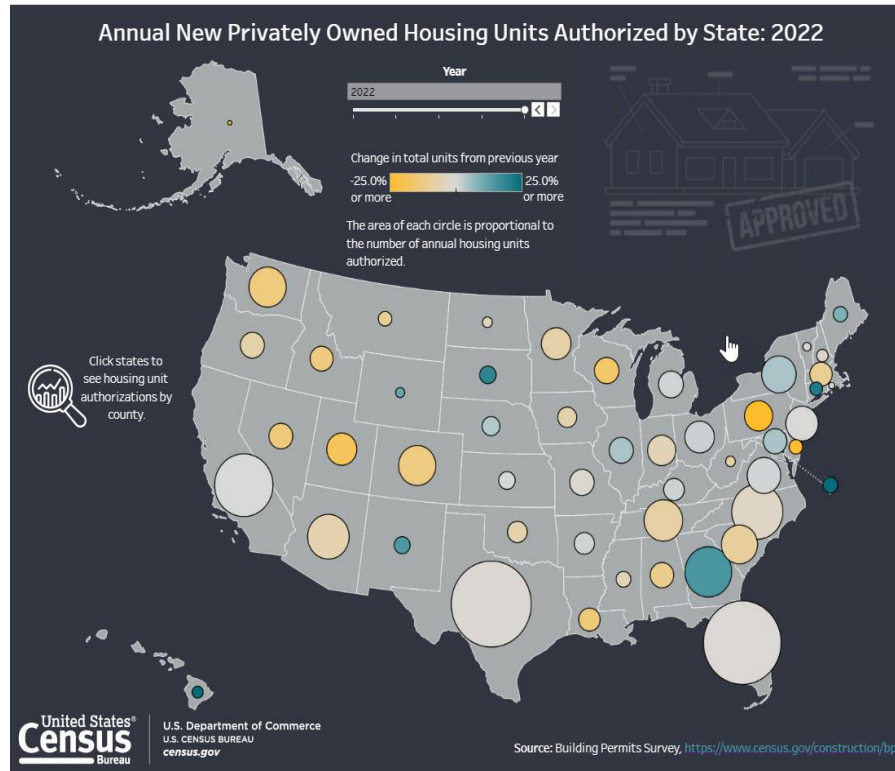 Annual New Privately Owned Housing Units Authorized by State: 2022
Year
2022
Change in total units from previous year
-25.0%
or more
25.0%
or more
The area of each circle is proportional to
the number of annual housing units
authorized.
APPROVED
Click states to
see housing unit
authorizations by
county.
United States®
Census
Bureau
U.S. Department of Commerce
U.S. CENSUS BUREAU
census.gov
Source: Building Permits Survey, https://www.census.gov/construction/bp